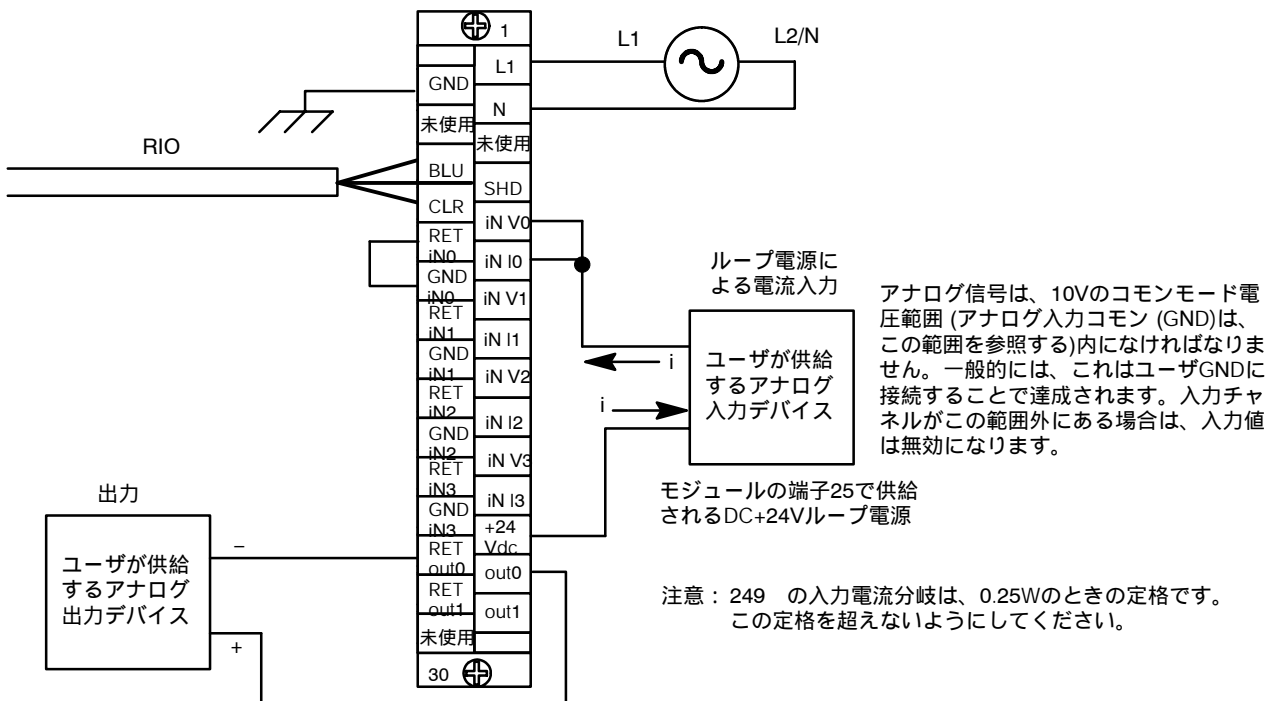 1
L1
L2/N
L1
GND
N
未使用
未使用
RIO
BLU
SHD
CLR
iN V0
RET
iN0
iN I0
GND
iN0
iN V1
RET
iN1
iN I1
GND
iN1
iN V2
RET
iN2
iN I2
GND
iN2
iN V3
RET
iN3
iN I3
GND
iN3
+24
Vdc
RET
out0
out0
RET
out1
out1
未使用
30
ループ電源に
よる電流入力
ユーザが供給
するアナログ
入力デバイス
i
i
モジュールの端子25で供給
されるDC+24Vループ電源
アナログ信号は、10Vのコモンモード電
圧範囲 (アナログ入力コモン (GND)は、
この範囲を参照する)内になければなりま
せん。一般的には、これはユーザGNDに
接続することで達成されます。入力チャ
ネルがこの範囲外にある場合は、入力値
は無効になります。
出力
ユーザが供給
するアナログ
出力デバイス
–
+
注意： 249　の入力電流分岐は、0.25Wのときの定格です。
この定格を超えないようにしてください。